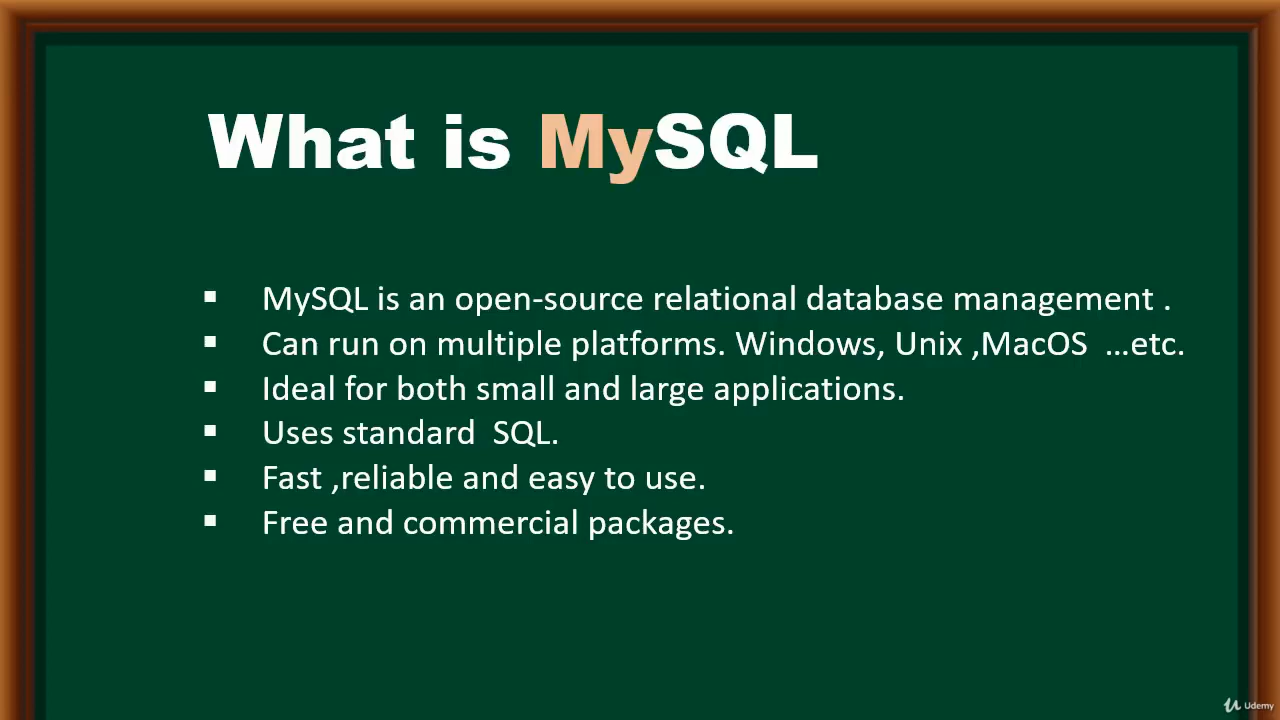 What is MySQL
▪ MySQL is an open-source relational database management .
▪ Can run on multiple platforms. Windows, Unix ,MacOS  ...etc.
▪ Ideal for both small and large applications.
▪ Uses standard  SQL.
▪ Fast ,reliable and easy to use.
▪ Free and commercial packages.
Udemy